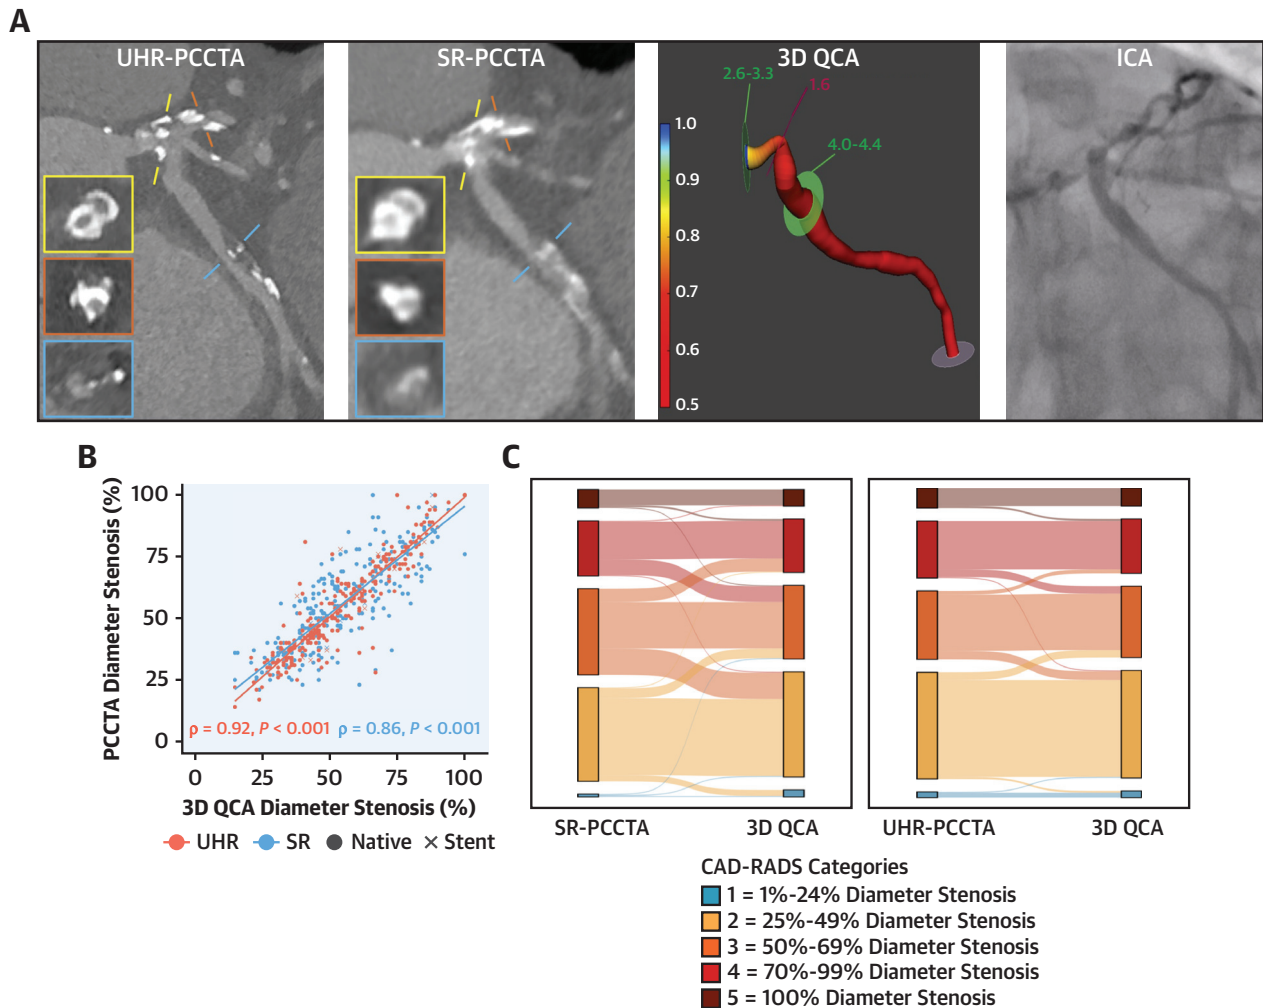 A
UHR-PCCTA
SR-PCCTA
3D QCA
ICA
2.6-3.3
1.6
4.0-4.4
1.0
0.9
0.8
0.7
0.6
0.5
B
PCCTA Diameter Stenosis (%)
100
75
50
25
0
ρ = 0.92, P < 0.001
ρ = 0.86, P < 0.001
0
25
50
75
100
3D QCA Diameter Stenosis (%)
UHR
SR
Native
× Stent
C
SR-PCCTA
3D QCA
UHR-PCCTA
3D QCA
CAD-RADS Categories
1 = 1%-24% Diameter Stenosis
2 = 25%-49% Diameter Stenosis
3 = 50%-69% Diameter Stenosis
4 = 70%-99% Diameter Stenosis
5 = 100% Diameter Stenosis